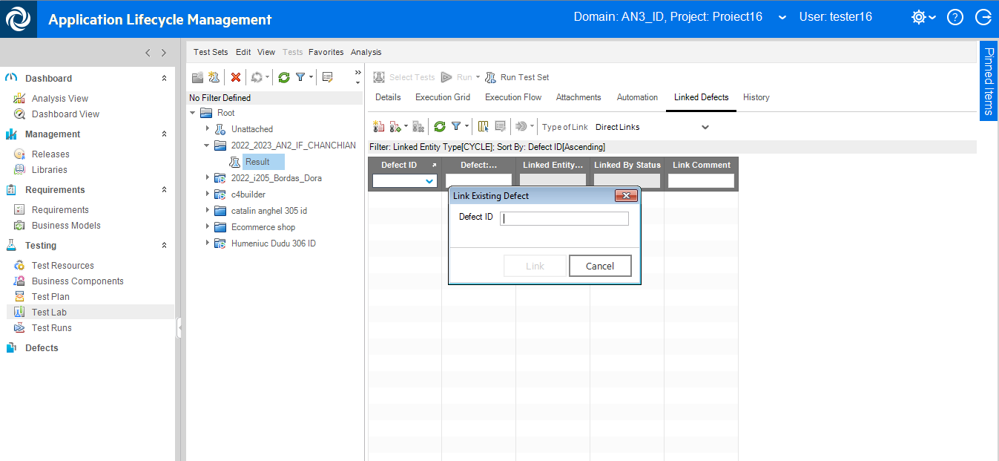 Application Lifecycle Management
Domain: AN3_ID, Project: Proiect16
User: tester16
?
Pinned Items
Dashboard
Analysis View
Dashboard View
Management
Releases
Libraries
Requirements
Requirements
Business Models
Testing
Test Resources
Business Components
Test Plan
Test Lab
Test Runs
Defects
Test Sets Edit View Tests Favorites Analysis
No Filter Defined
Root
Unattached
2022_2023_AN2_IF_CHANCHIAN
Result
2022_i205_Bordas_Dora
c4builder
catalin anghel 305 id
Ecommerce shop
Humeniuc Dudu 306 ID
Select Tests Run Run Test Set
Details Execution Grid Execution Flow Attachments Automation Linked Defects History
Type of Link Direct Links
Filter: Linked Entity Type[CYCLE]; Sort By: Defect ID[Ascending]
Defect ID Defect:... Linked Entity... Linked By Status Link Comment
Link Existing Defect
Defect ID
Link Cancel